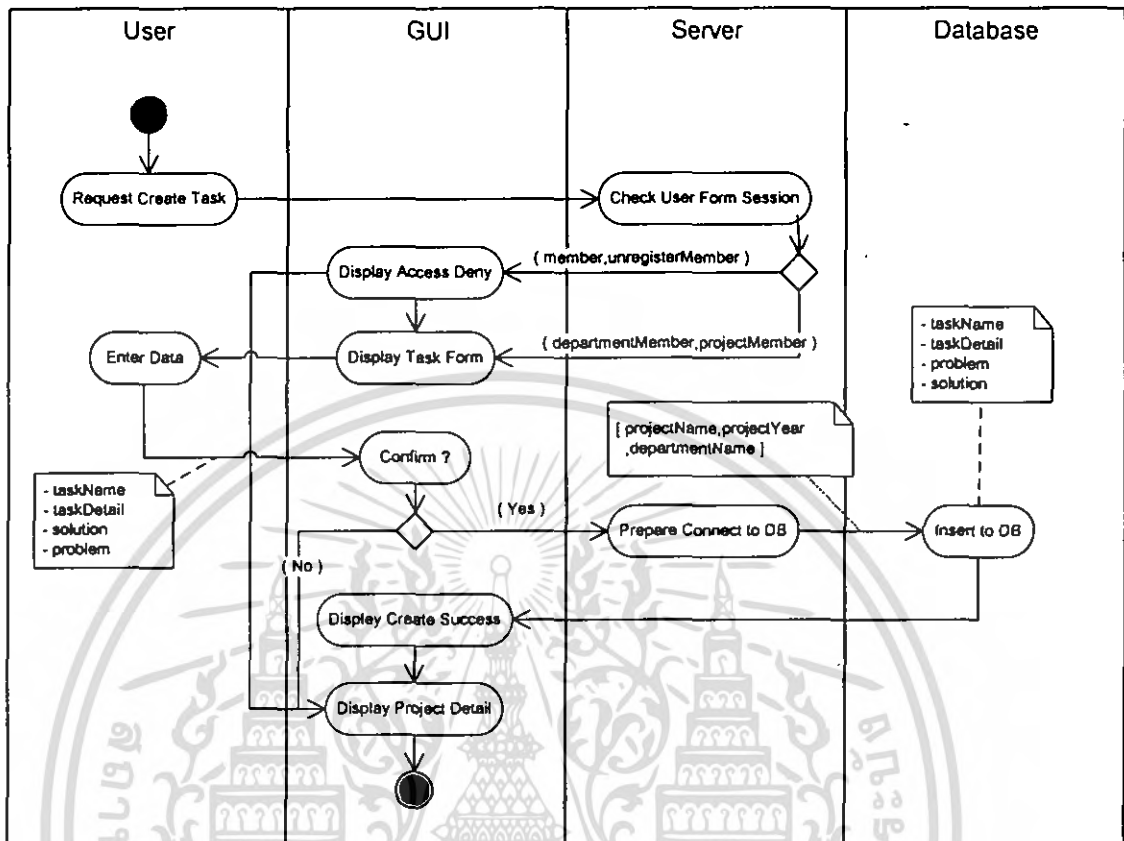 User
GUI
Server
Database
Request Create Task
Check User Form Session
Display Access Deny
( member,unregisterMember )
Enter Data
Display Task Form
( departmentMember,projectMember )
- taskName
- taskDetail
- problem
- solution
[ projectName,projectYear
,departmentName ]
Confirm ?
- taskName
- taskDetail
- solution
- problem
( Yes )
Prepare Connect to DB
Insert to DB
( No )
Display Create Success
Display Project Detail